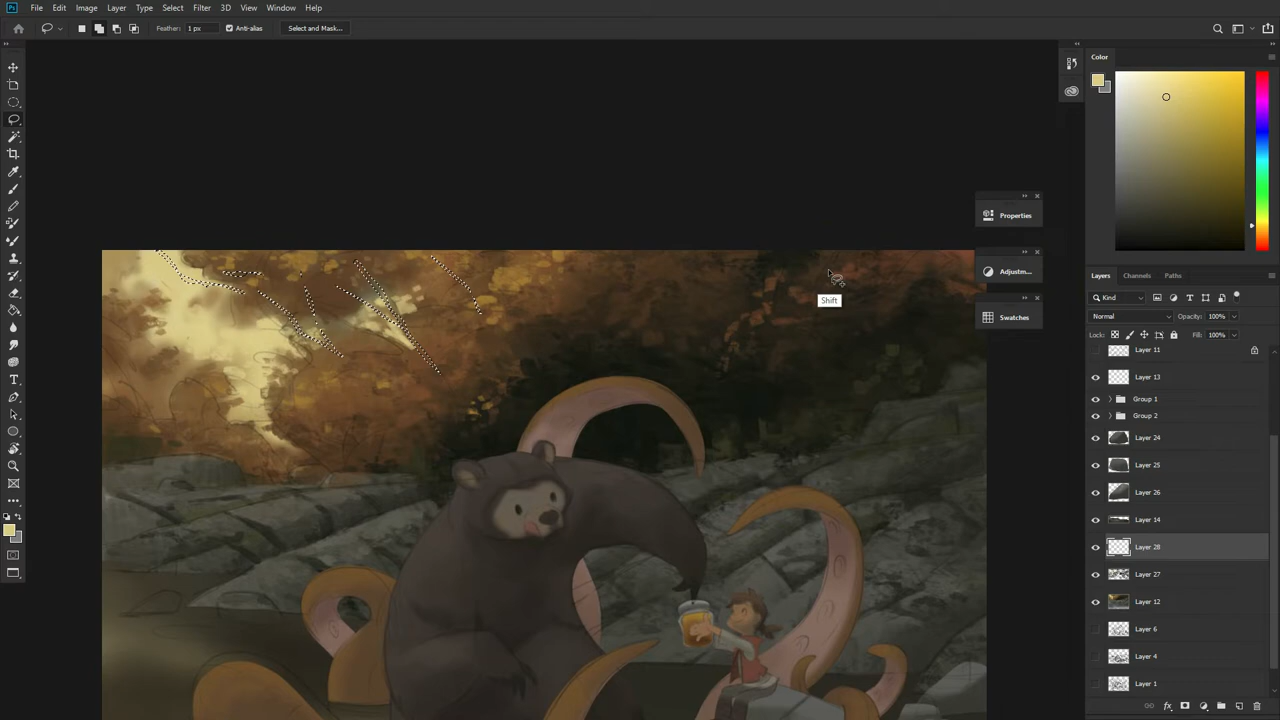 Ps File Edit Image Layer Type Select Filter 3D View Window Help
Feather: 1 px Anti-alias Select and Mask...
Color
Properties
Adjustm...
Shift
Swatches
Layers Channels Paths
Kind
Normal Opacity: 100%
Lock: Fill: 100%
Layer 11
Layer 13
Group 1
Group 2
Layer 24
Layer 25
Layer 26
Layer 14
Layer 28
Layer 27
Layer 12
Layer 6
Layer 4
Layer 1